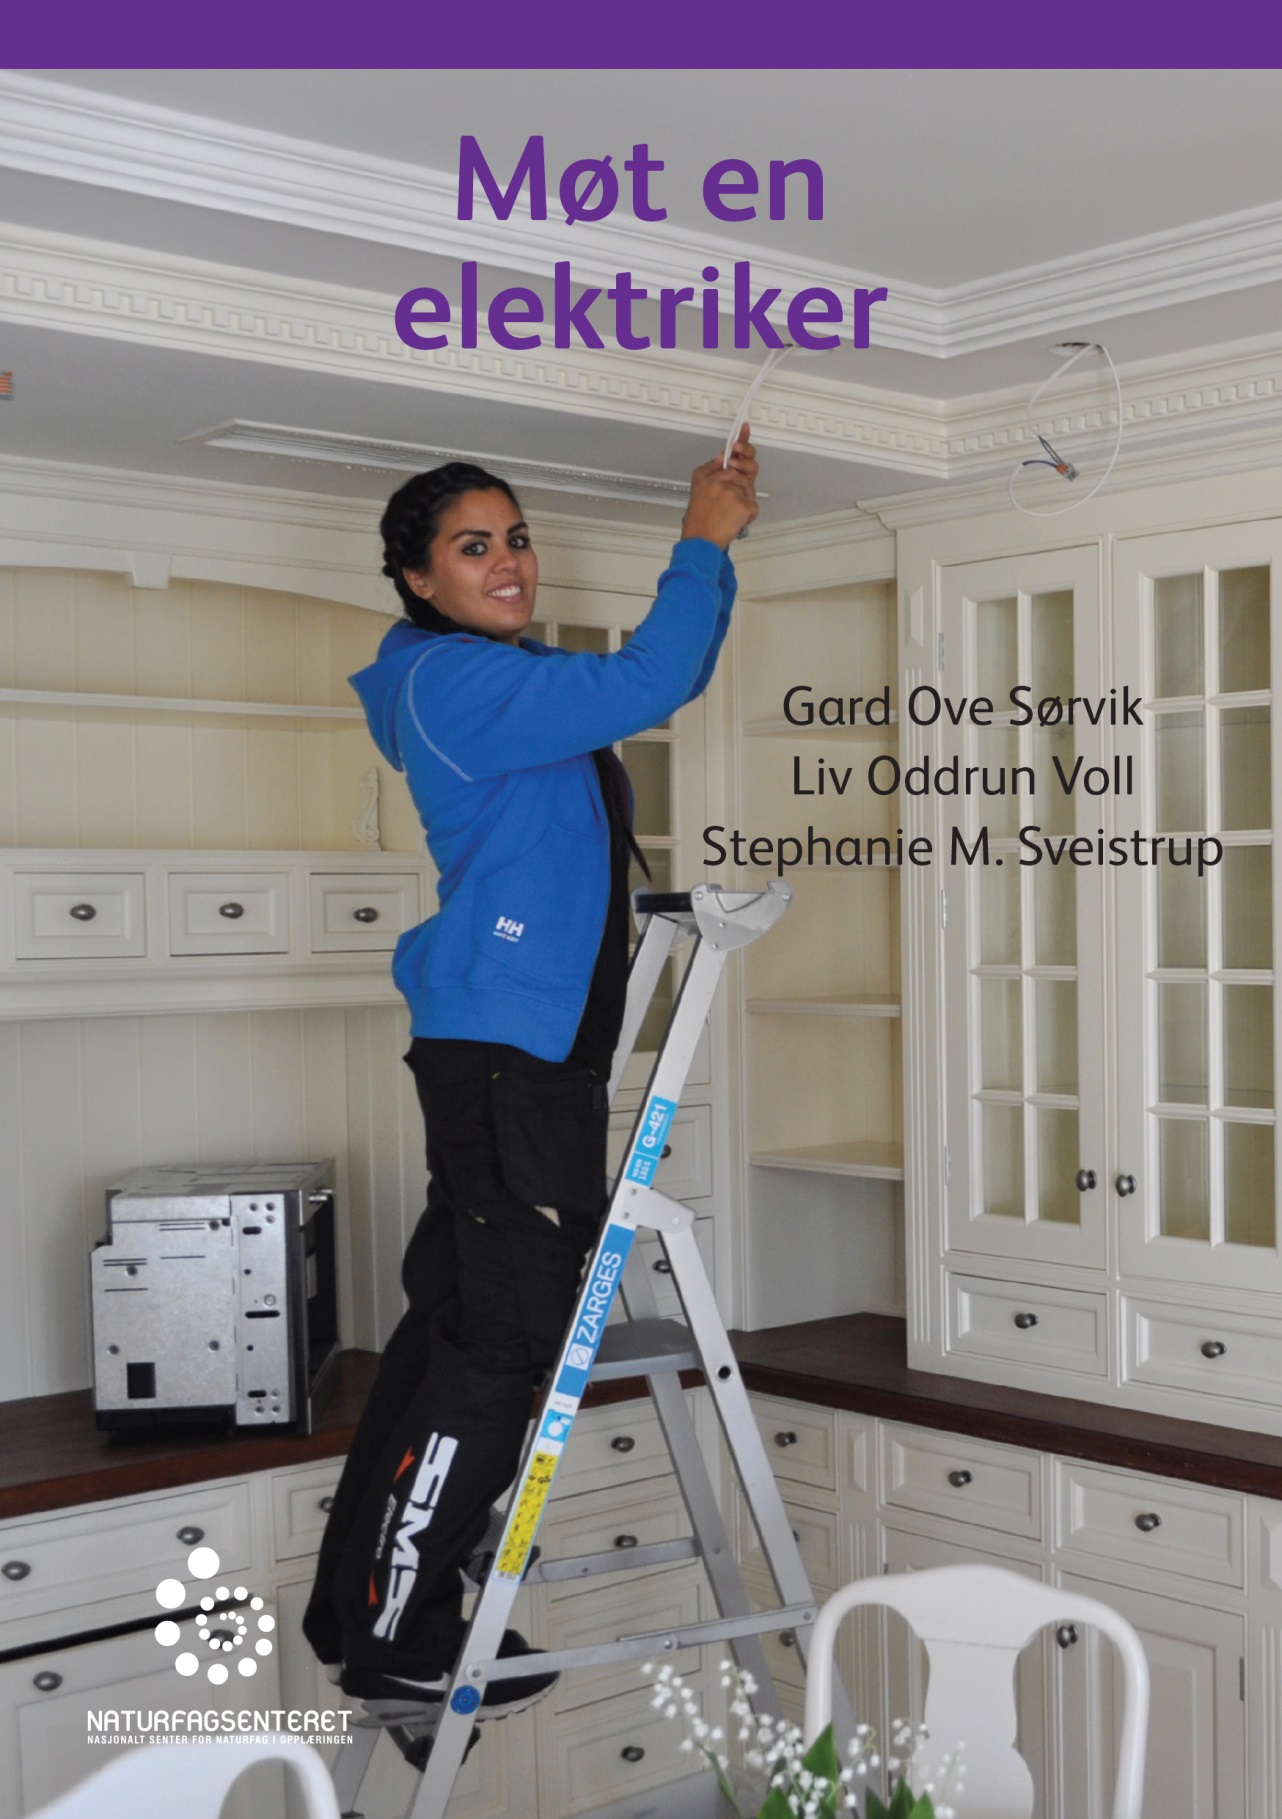 Møt en
elektriker
Gard Ove Sørvik
Liv Oddrun Voll
Stephanie M. Sveistrup
HH
G-421
ZARGES
SMS
Electro
NATURFAGSENTERET
NASJONALT SENTER FOR NATURFAG I OPPLÆRINGEN